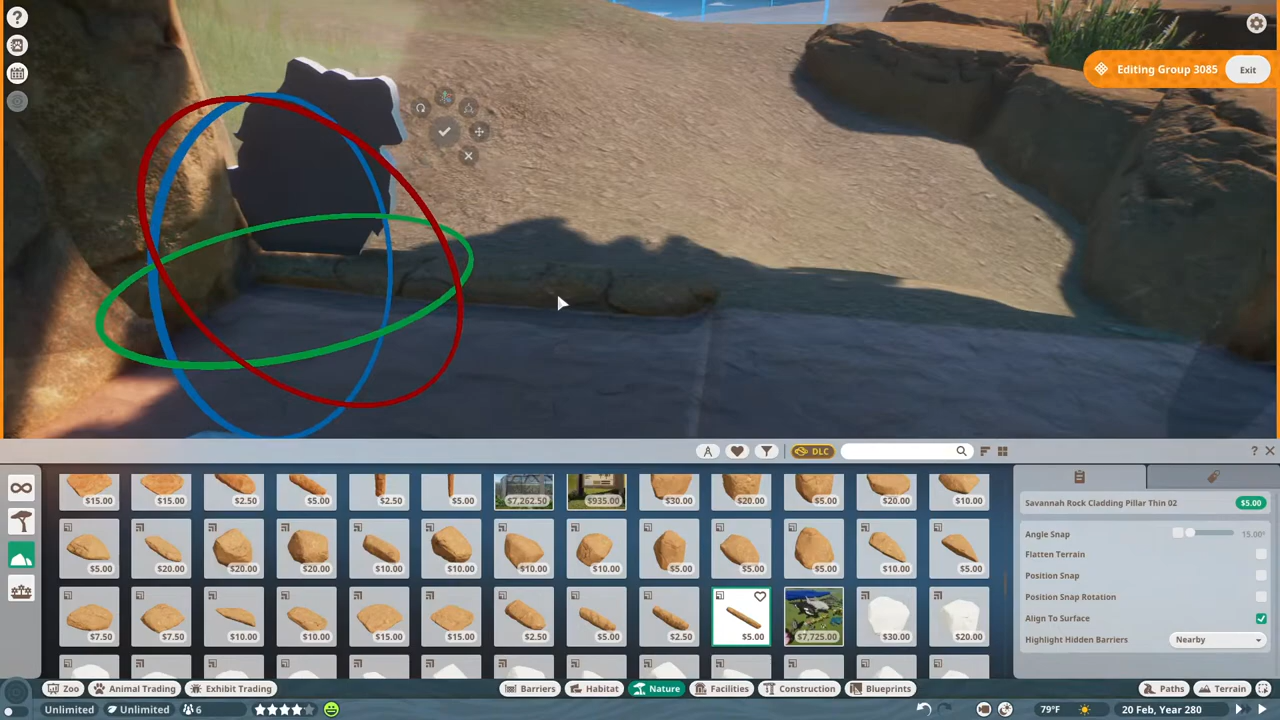 ?
Editing Group 3085 Exit
DLC
?
$15.00 $15.00 $2.50 $5.00 $2.50 $5.00 $7,262.50 $935.00 $30.00 $20.00 $5.00 $20.00 $10.00
Savannah Rock Cladding Pillar Thin 02 $5.00
Angle Snap 15.00°
Flatten Terrain
$5.00 $20.00 $20.00 $20.00 $10.00 $5.00 $10.00 $10.00 $5.00 $5.00 $5.00 $10.00 $5.00
Position Snap
Position Snap Rotation
Align To Surface
$7.50 $7.50 $10.00 $10.00 $15.00 $15.00 $2.50 $5.00 $2.50 $5.00 $7,725.00 $30.00 $20.00
Highlight Hidden Barriers Nearby
Zoo Animal Trading Exhibit Trading Barriers Habitat Nature Facilities Construction Blueprints Paths Terrain
Unlimited Unlimited 6 79°F 20 Feb, Year 280